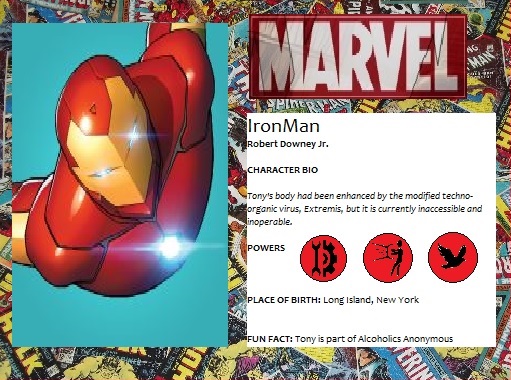 MARVEL
IronMan
Robert Downey Jr.
CHARACTER BIO
Tony's body had been enhanced by the modified techno-
organic virus, Extremis, but it is currently inaccessible and
inoperable.
POWERS
PLACE OF BIRTH: Long Island, New York
FUN FACT: Tony is part of Alcoholics Anonymous